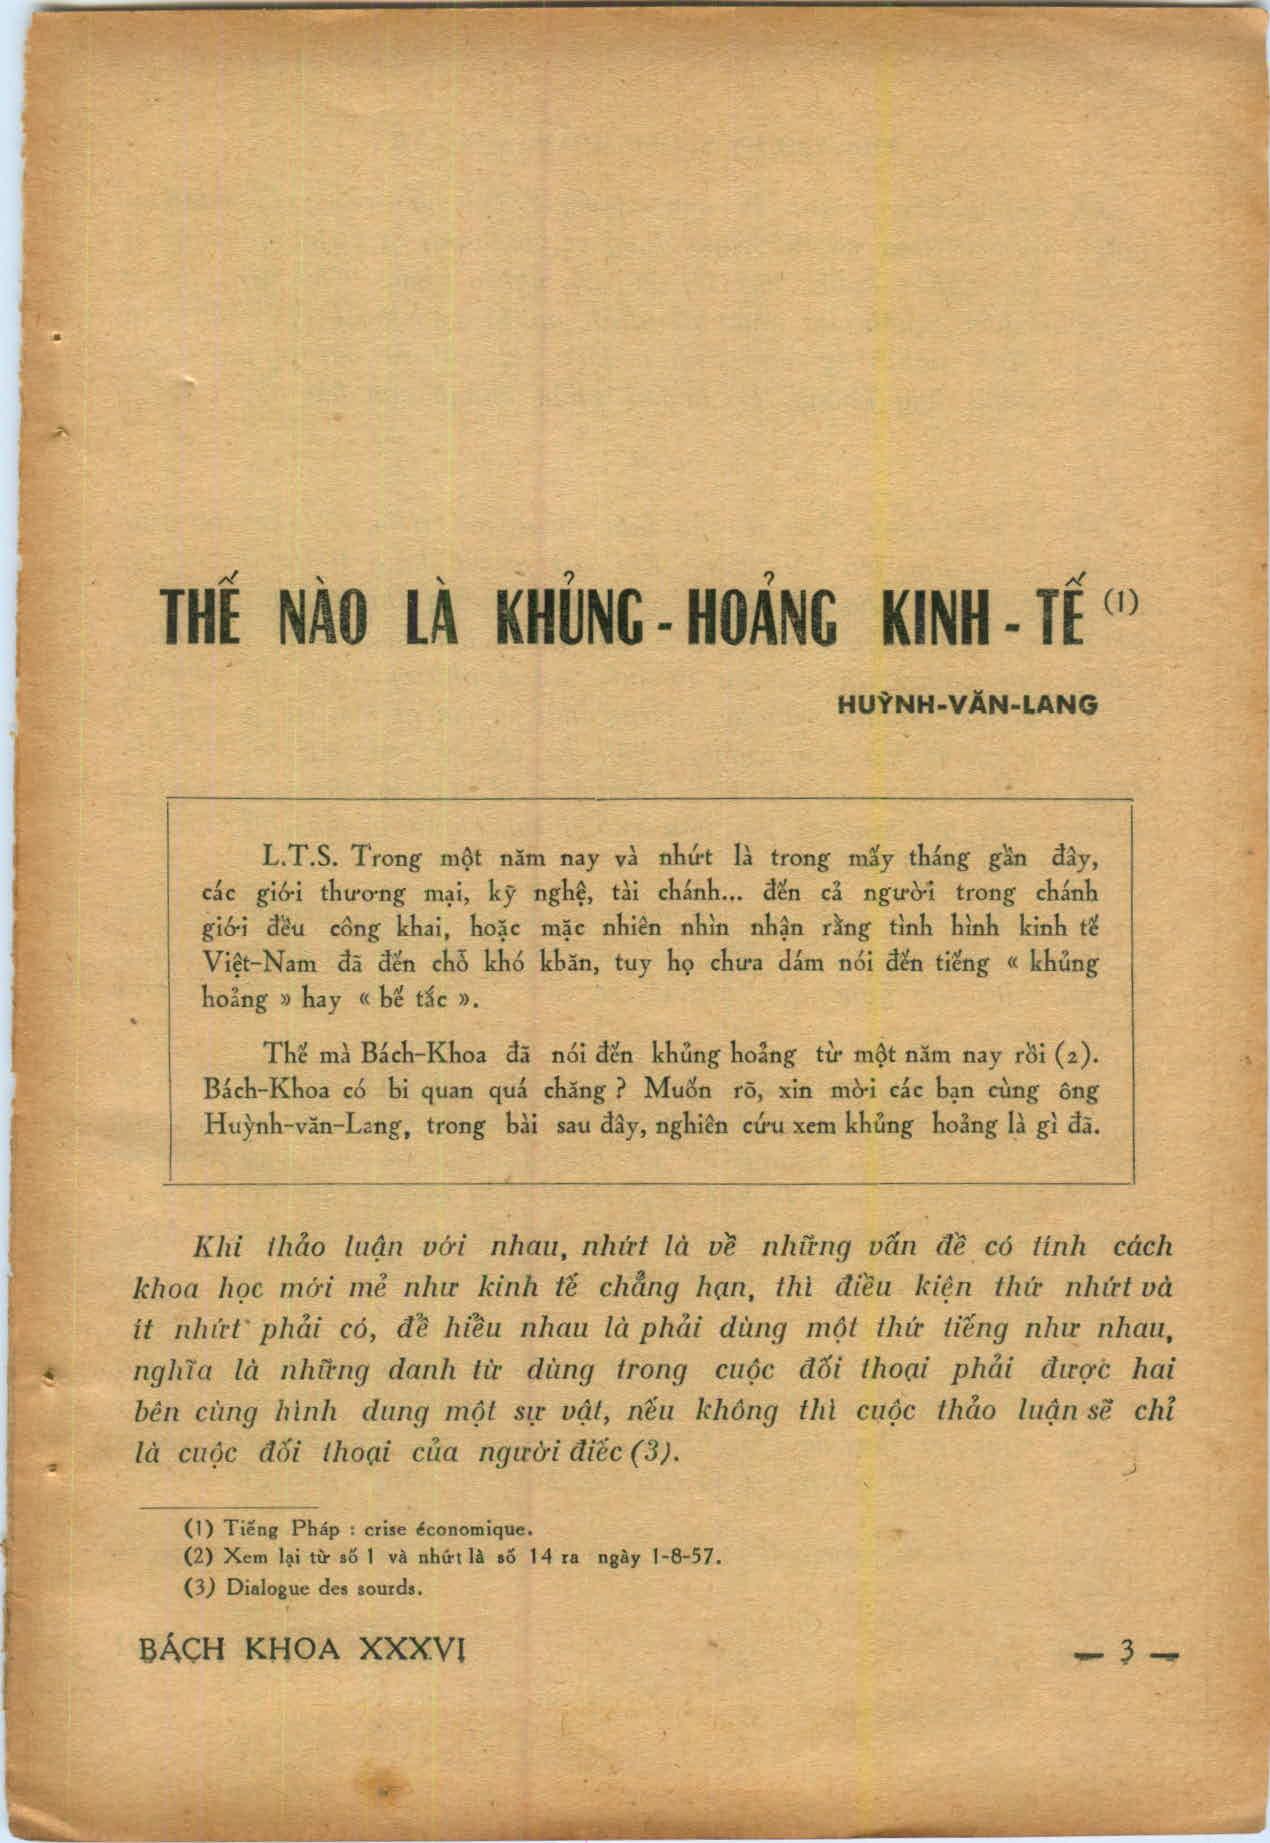 THẾ NÀO LÀ KHỦNG - HOẢNG KINH - TẾ (1)
HUỲNH-VĂN-LANG
L.T.S. Trong một năm nay và nhứt là trong mấy tháng gần đây,
các giới thương mại, kỹ nghệ, tài chánh... đến cả người trong chánh
giới đều công khai, hoặc mặc nhiên nhìn nhận rằng tình hình kinh tế
Việt-Nam đã đến chỗ khó khăn, tuy họ chưa dám nói đến tiếng « khủng
hoảng » hay « bế tắc ».
Thế mà Bách-Khoa đã nói đến khủng hoảng từ một năm nay rồi (2).
Bách-Khoa có bi quan quá chăng ? Muốn rõ, xin mời các bạn cùng ông
Huỳnh-văn-Lang, trong bài sau đây, nghiên cứu xem khủng hoảng là gì đã.
Khi thảo luận với nhau, nhứt là về những vấn đề có tính cách
khoa học mới mẻ như kinh tế chẳng hạn, thì điều kiện thứ nhứt và
ít nhứt phải có, để hiểu nhau là phải dùng một thứ tiếng như nhau,
nghĩa là những danh từ dùng trong cuộc đối thoại phải được hai
bên cùng hình dung một sự vật, nếu không thì cuộc thảo luận sẽ chỉ
là cuộc đối thoại của người điếc (3).
(1) Tiếng Pháp : crise économique.
(2) Xem lại từ số 1 và nhứt là số 14 ra ngày 1-8-57.
(3) Dialogue des sourds.
BÁCH KHOA XXXVI
— 3 —